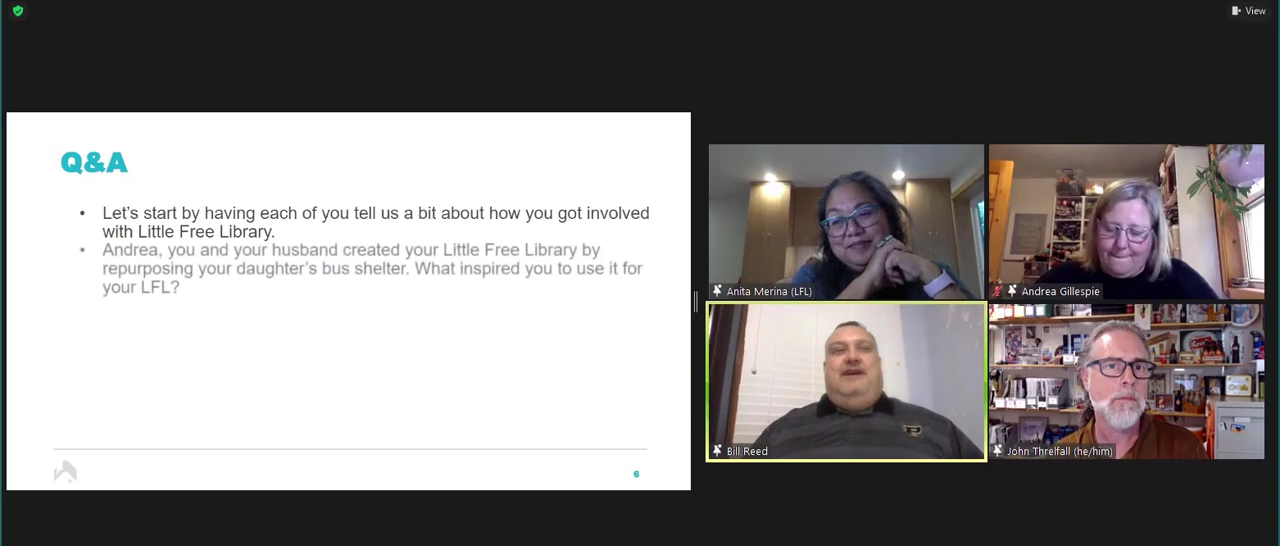 View
Q&A
• Let's start by having each of you tell us a bit about how you got involved
with Little Free Library.
• Andrea, you and your husband created your Little Free Library by
repurposing your daughter's bus shelter. What inspired you to use it for
your LFL?
6
Anita Merina (LFL)
Andrea Gillespie
Bill Reed
John Threlfall (he/him)